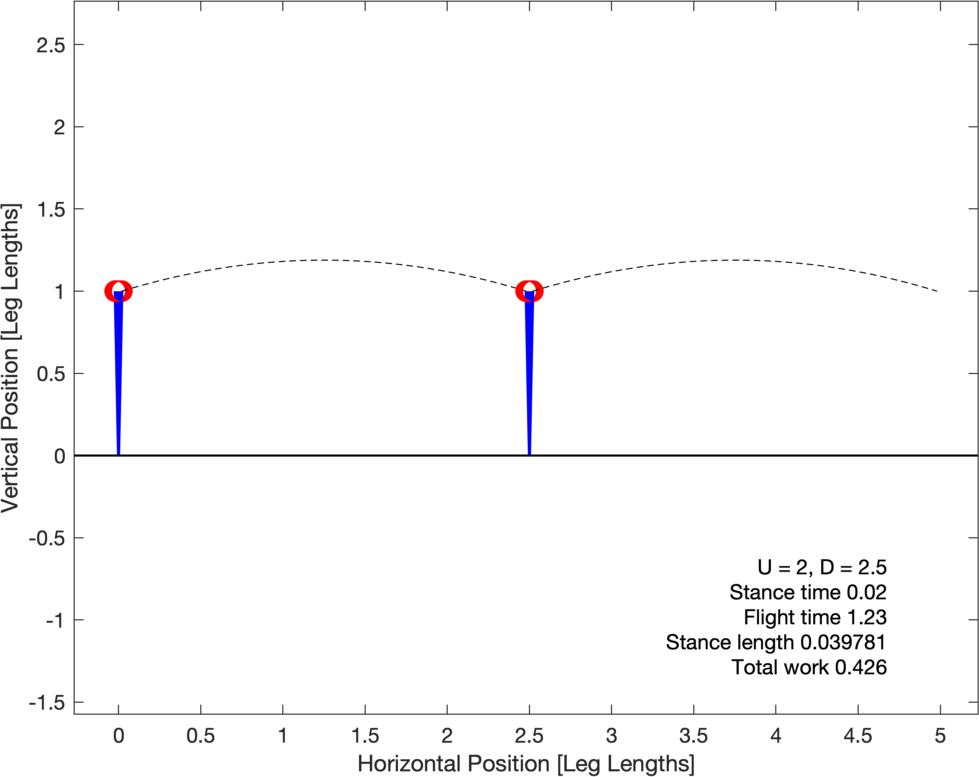 2.5
2
1.5
1
0.5
0
-0.5
-1
-1.5
Vertical Position [Leg Lengths]
U = 2, D = 2.5
Stance time 0.02
Flight time 1.23
Stance length 0.039781
Total work 0.426
0 0.5 1 1.5 2 2.5 3 3.5 4 4.5 5
Horizontal Position [Leg Lengths]